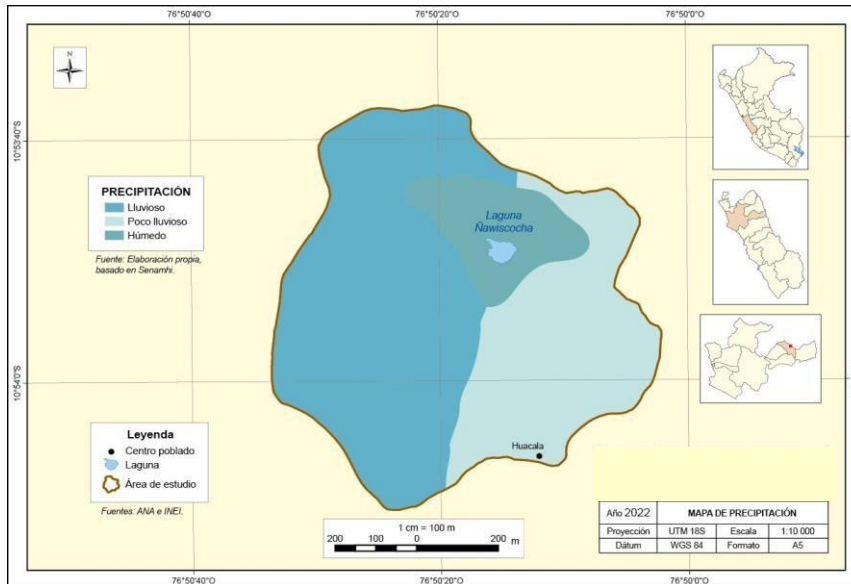 76°50'40"O
76°50'20"O
76°50'0"O
N
10°53'40"S
10°54'0"S
PRECIPITACIÓN
Lluvioso
Poco lluvioso
Húmedo
Fuente: Elaboración propia,
basado en Senamhi.
Laguna
Ñawiscocha
Huacala
Leyenda
Centro poblado
Laguna
Área de estudio
Fuentes: ANA e INEI.
1 cm = 100 m
200 100 0 200 m
Año 2022 MAPA DE PRECIPITACIÓN
Proyección UTM 18S Escala 1:10 000
Dátum WGS 84 Formato A5
76°50'40"O
76°50'20"O
76°50'0"O